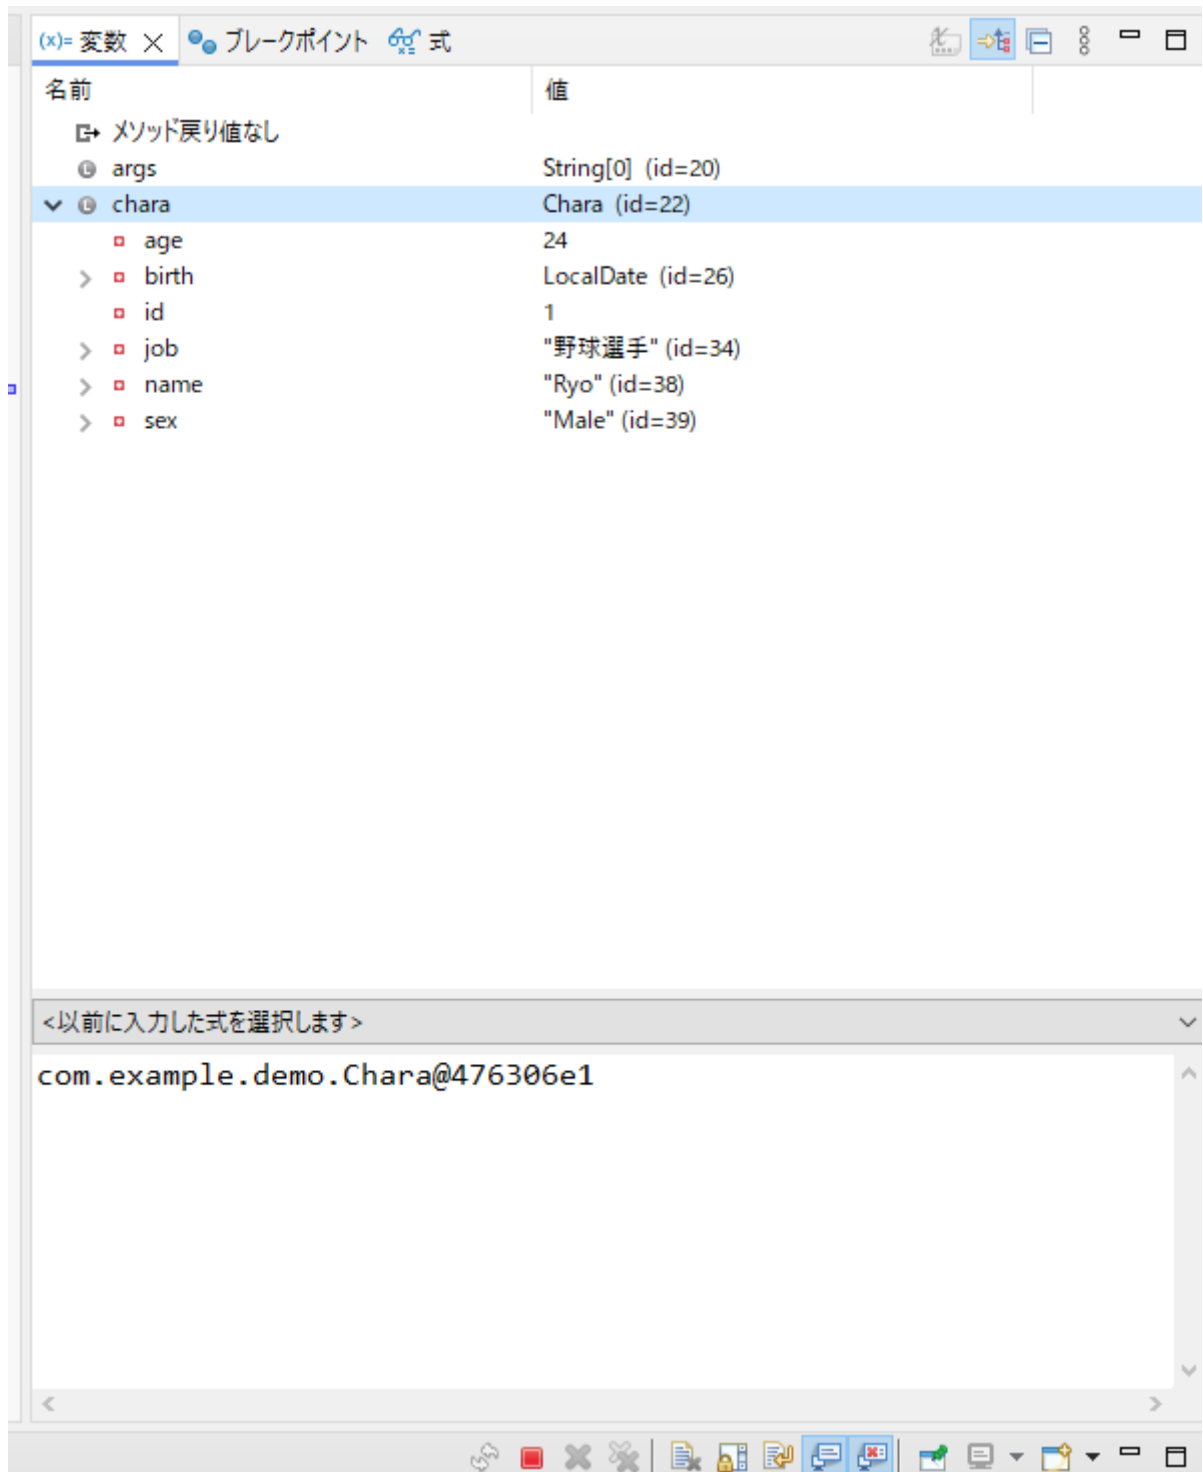 (x)= 変数 ブレークポイント 式
名前 値
メソッド戻り値なし
args String[0] (id=20)
chara Chara (id=22)
age 24
birth LocalDate (id=26)
id 1
job "野球選手" (id=34)
name "Ryo" (id=38)
sex "Male" (id=39)
<以前に入力した式を選択します>
com.example.demo.Chara@476306e1